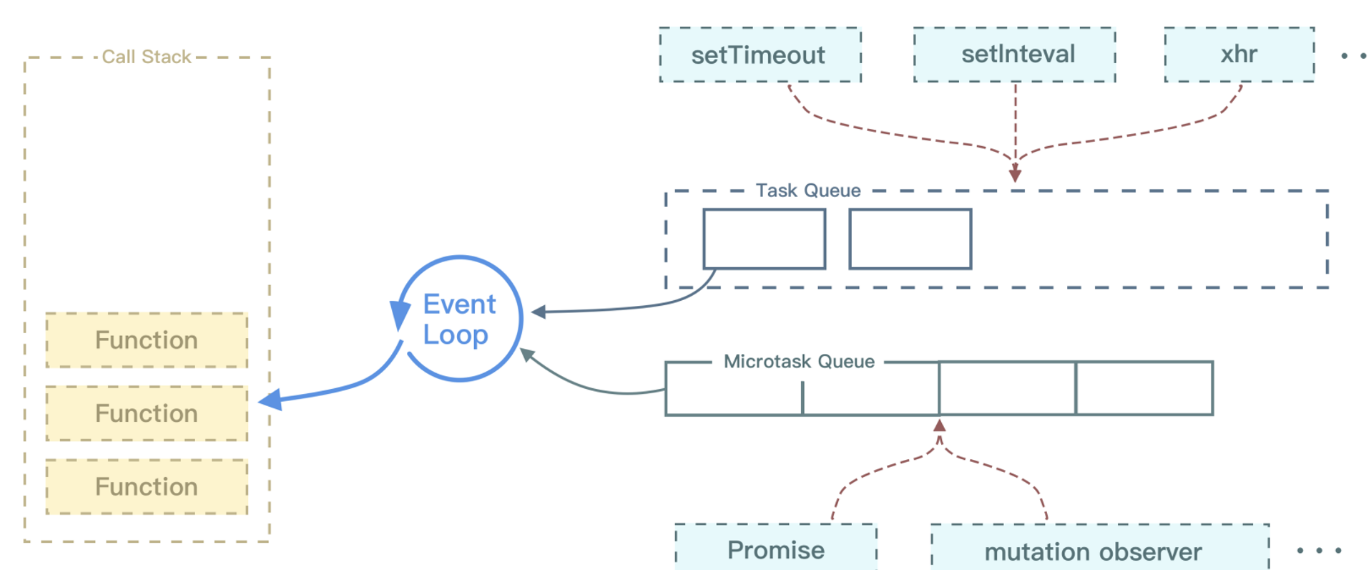 Call Stack
setTimeout
setInteval
xhr
Task Queue
Event
Loop
Function
Microtask Queue
Function
Function
Promise
mutation observer